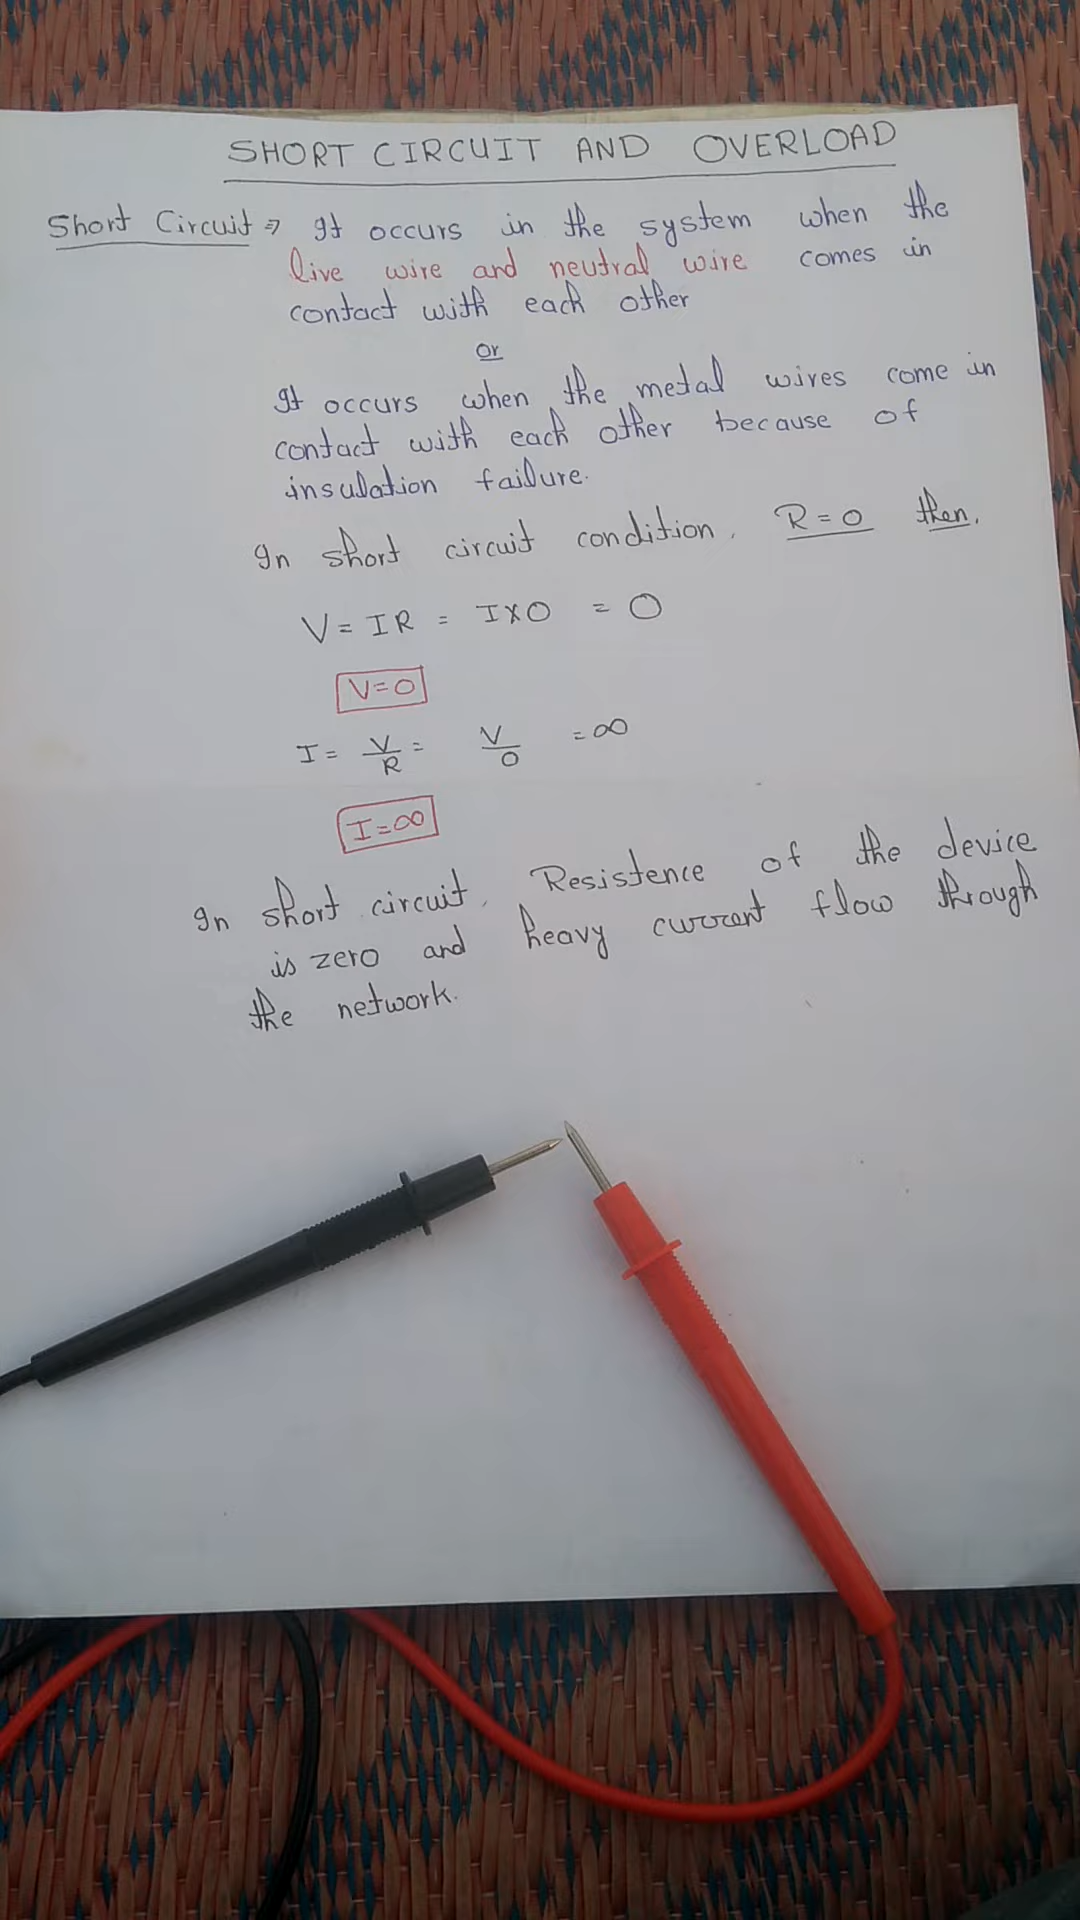 SHORT CIRCUIT AND OVERLOAD
Short Circuit ⇒ It occurs in the system when the
live wire and neutral wire comes in
contact with each other
or
It occurs when the metal wires come in
contact with each other because of
insulation failure.
In short circuit condition, R=0 then,
V = IR = I×0 = 0
V=0
I = V/R = V/0 = ∞
I=∞
In short circuit, Resistence of the device
is zero and heavy current flow through
the network.